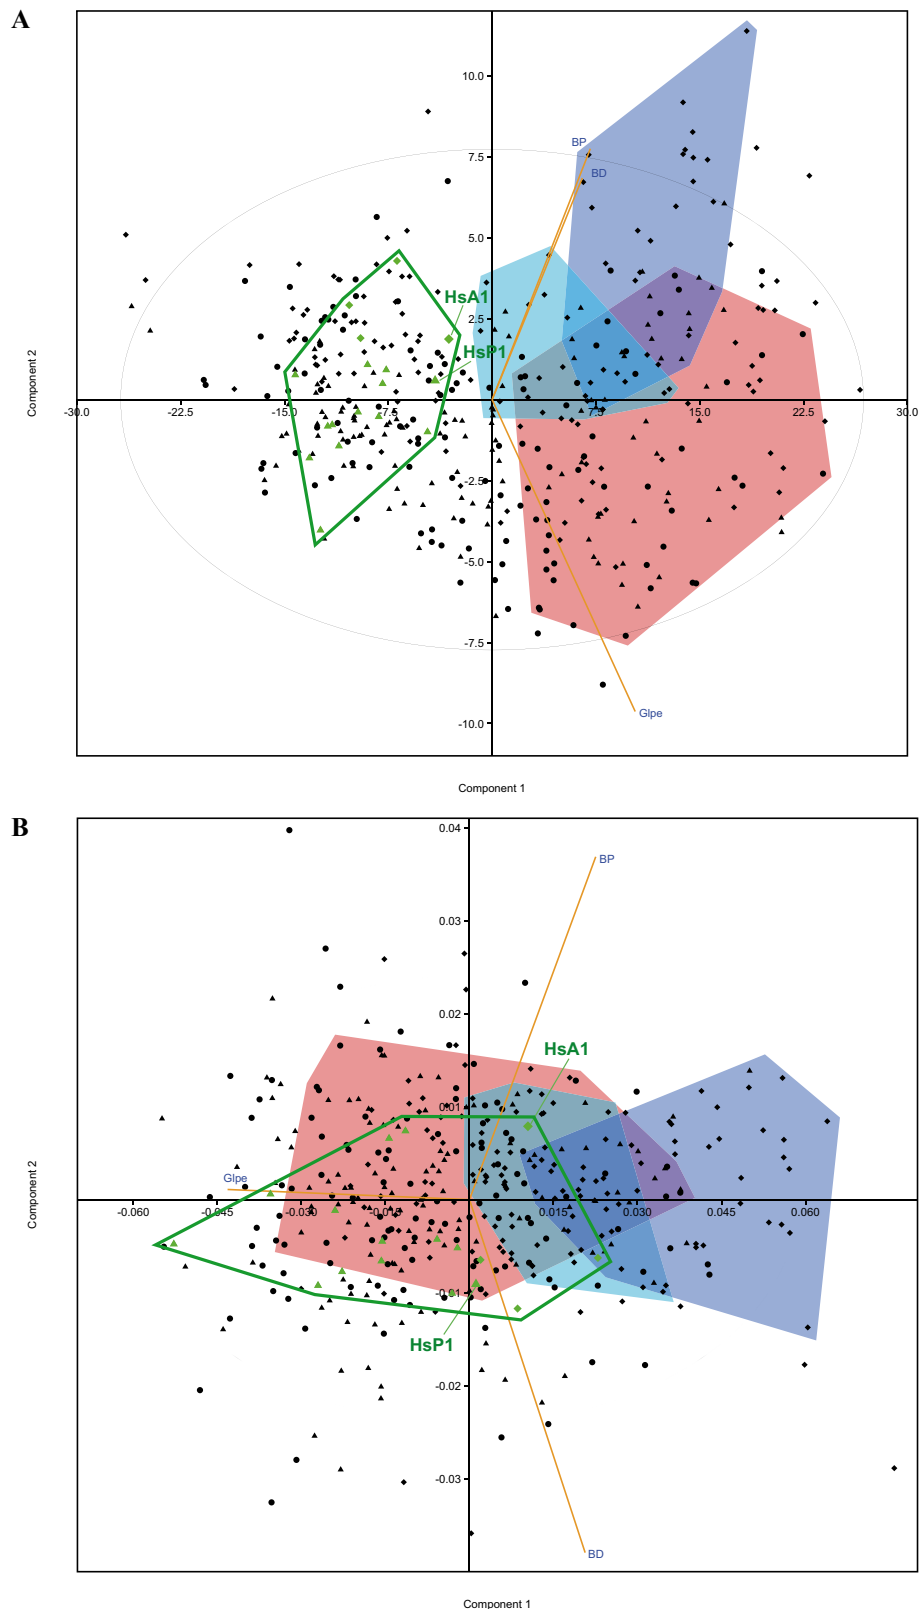 A
10.0
BP
7.5
BD
5.0
HsA1
2.5
HsP1
Component 2
-30.0
-22.5
-15.0
-7.5
7.5
15.0
22.5
30.0
-2.5
-5.0
-7.5
-10.0
Glpe
Component 1
B
0.04
BP
0.03
0.02
HsA1
0.01
Glpe
Component 2
-0.060
-0.045
-0.030
-0.015
0.015
0.030
0.045
0.060
-0.01
HsP1
-0.02
-0.03
BD
Component 1